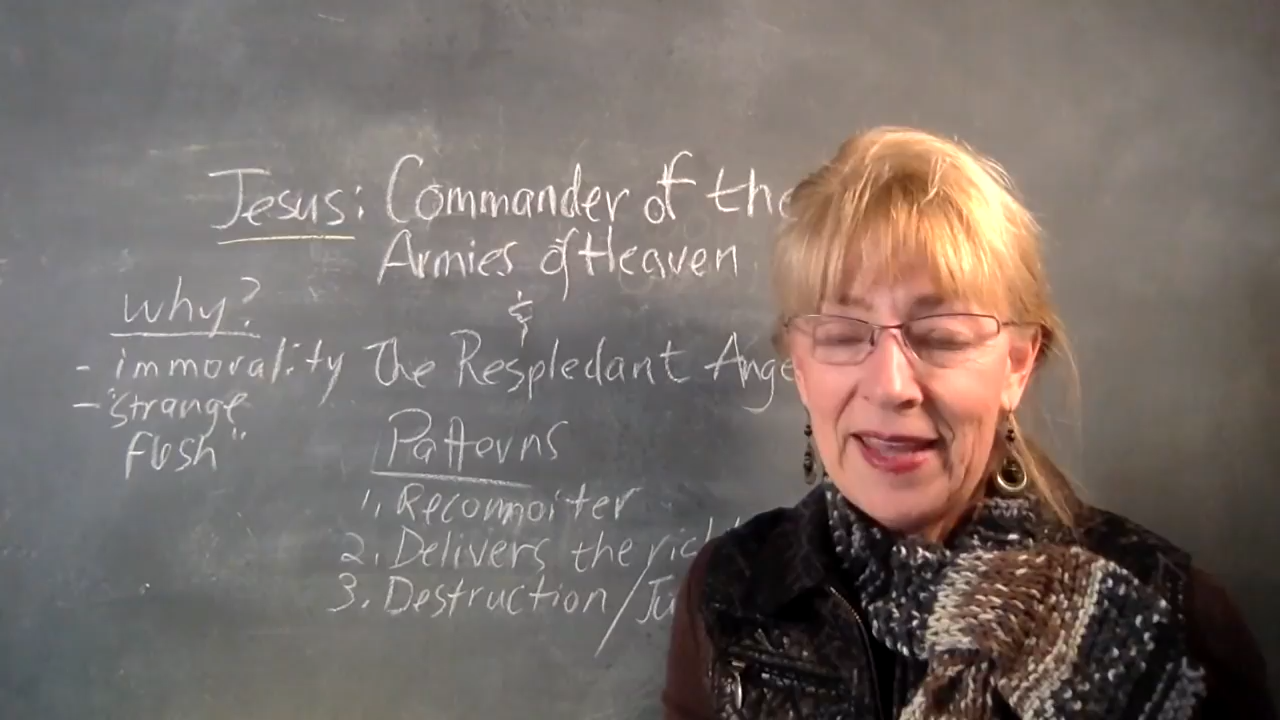 Jesus: Commander of the
Armies of Heaven
&
The Respledant Ange
Why?
- immorality
- "strange
flesh"
Patterns
1. Reconnoiter
2. Delivers the
3. Destruction /